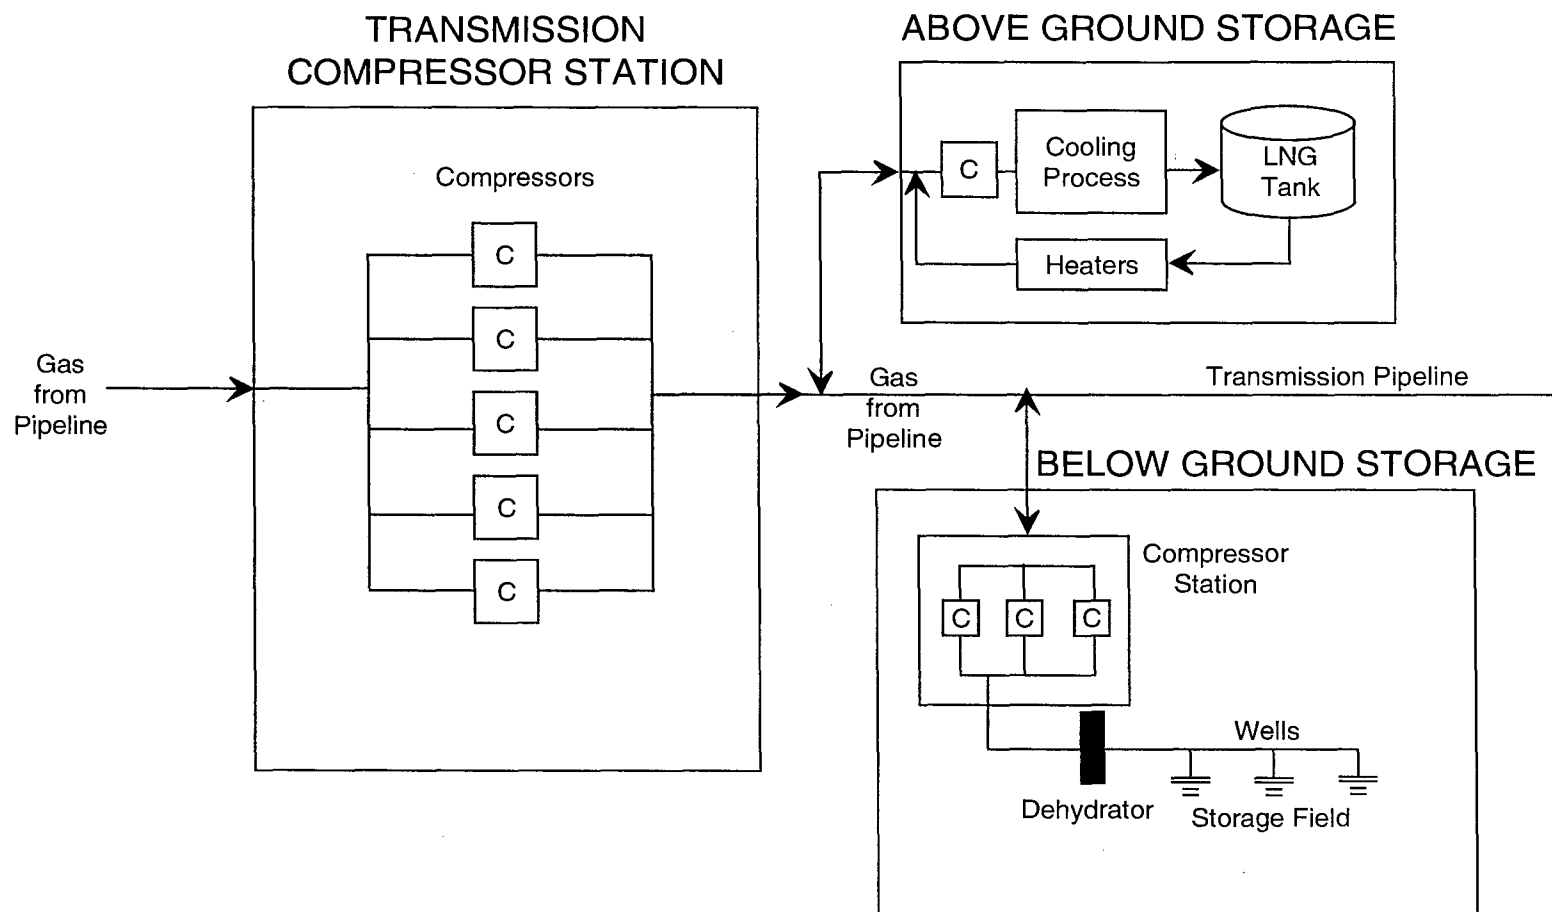 TRANSMISSION
COMPRESSOR STATION
Compressors
C
C
C
C
C
Gas
from
Pipeline
ABOVE GROUND STORAGE
C
Cooling
Process
LNG
Tank
Heaters
Gas
from
Pipeline
Transmission Pipeline
BELOW GROUND STORAGE
Compressor
Station
C
C
C
Wells
Dehydrator
Storage Field